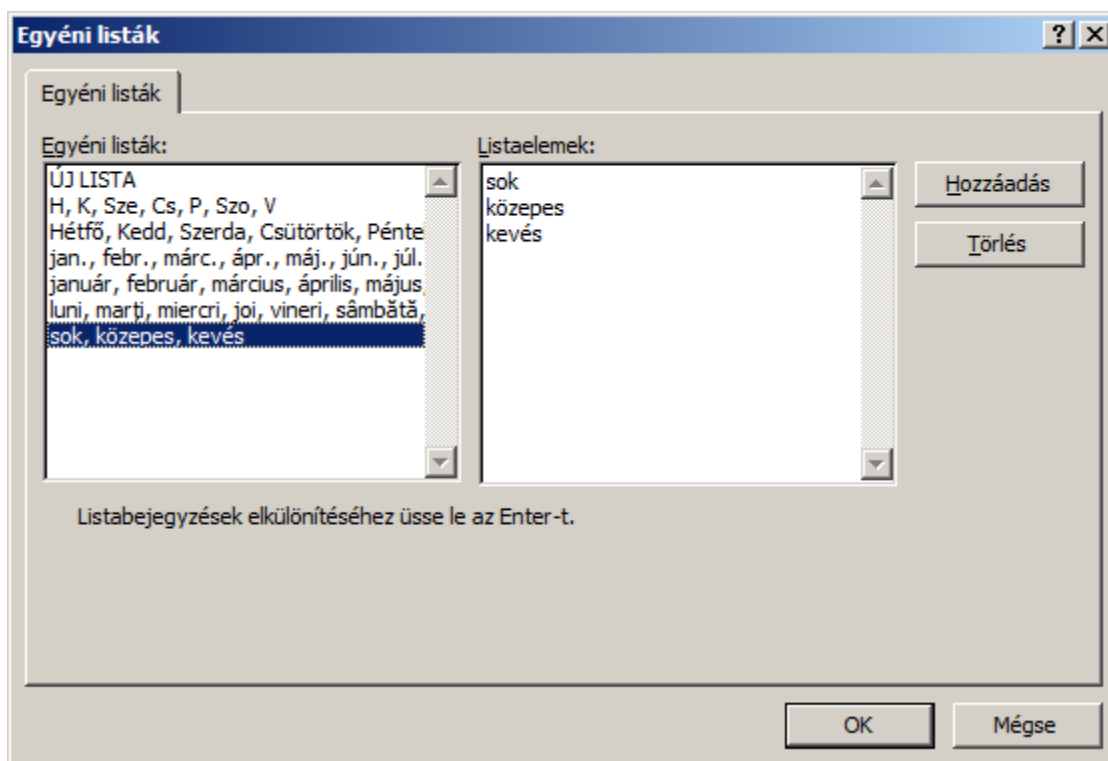 Egyéni listák
Egyéni listák
Egyéni listák:
ÚJ LISTA
H, K, Sze, Cs, P, Szo, V
Hétfő, Kedd, Szerda, Csütörtök, Péntel
jan., febr., márc., ápr., máj., jún., júl.
január, február, március, április, május,
luni, marţi, miercri, joi, vineri, sâmbătă,
sok, közepes, kevés
Listaelemek:
sok
közepes
kevés
Hozzáadás
Törlés
Listabejegyzések elkülönítéséhez üsse le az Enter-t.
OK
Mégse